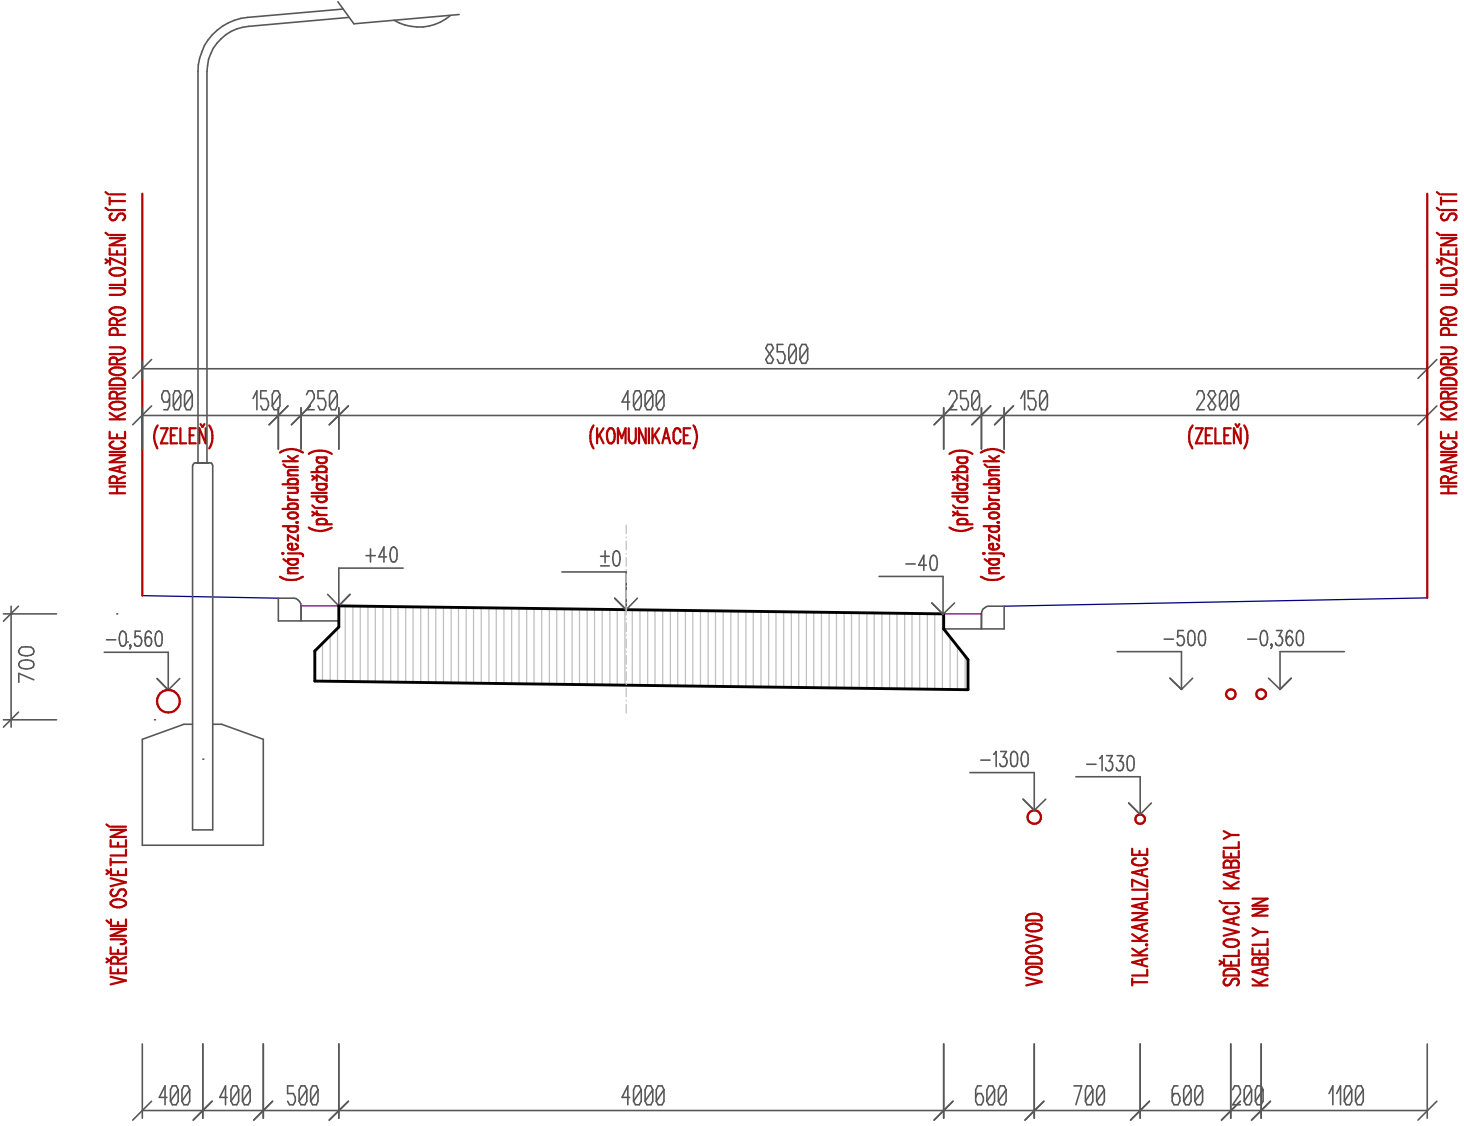 HRANICE KORIDORU PRO ULOŽENÍ SÍTÍ
HRANICE KORIDORU PRO ULOŽENÍ SÍTÍ
8500
900
150
250
4000
250
150
2800
(ZELEŇ)
(KOMUNIKACE)
(ZELEŇ)
(nájezd.obrubník)
(přídlažba)
(přídlažba)
(nájezd.obrubník)
+40
±0
-40
700
-0,560
-500
-0,360
-1300
-1330
VEŘEJNÉ OSVĚTLENÍ
VODOVOD
TLAK.KANALIZACE
SDĚLOVACÍ KABELY
KABELY NN
400
400
500
4000
600
700
600
200
1100